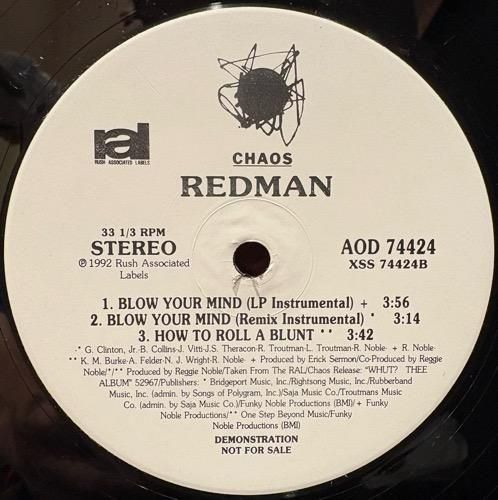 CHAOS
ral
RUSH ASSOCIATED LABELS
REDMAN
33 1/3 RPM
STEREO
℗ 1992 Rush Associated
Labels
AOD 74424
XSS 74424B
1. BLOW YOUR MIND (LP Instrumental) + 3:56
2. BLOW YOUR MIND (Remix Instrumental) * 3:14
3. HOW TO ROLL A BLUNT * * 3:42
·* G. Clinton, Jr.·B. Collins·J. Vitti·J.S. Theracon·R. Troutman·L. Troutman·R. Noble· + R. Noble·
* * K. M. Burke·A. Felder·N. J. Wright·R. Noble· + Produced by Erick Sermon/Co-Produced by Reggie
Noble/*/** Produced by Reggie Noble/Taken From The RAL/Chaos Release: "WHUT? THEE
ALBUM" 52967/Publishers: * Bridgeport Music, Inc./Rightsong Music, Inc./Rubberband
Music, Inc. (admin. by Songs of Polygram, Inc.)/Saja Music Co./Troutmans Music
Co. (admin. by Saja Music Co.)/Funky Noble Productions (BMI)/+ Funky
Noble Productions/** One Step Beyond Music/Funky
Noble Productions (BMI)
DEMONSTRATION
NOT FOR SALE